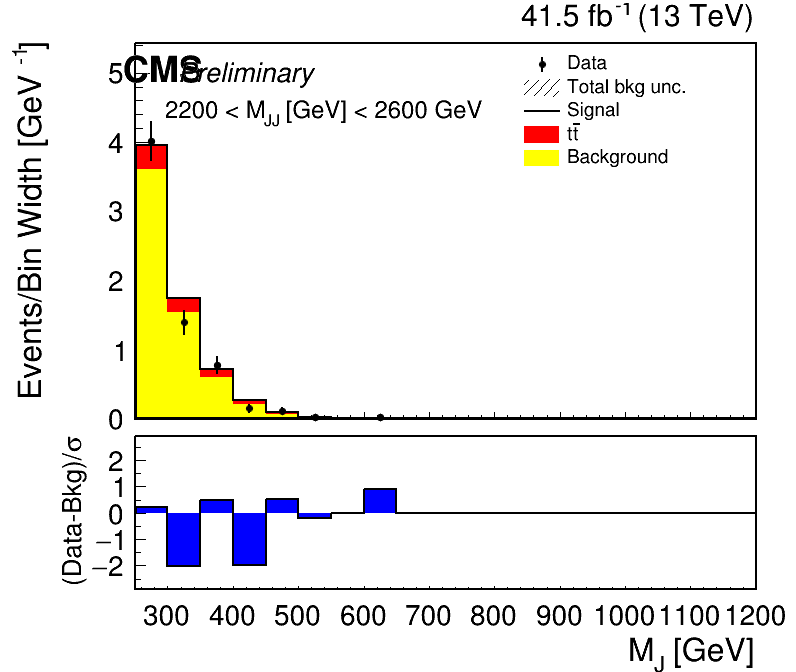 41.5 fb⁻¹ (13 TeV)
CMS Preliminary
2200 < M_JJ [GeV] < 2600 GeV
Data
Total bkg unc.
Signal
tt̄
Background
Events/Bin Width [GeV⁻¹]
5
4
3
2
1
0
(Data-Bkg)/σ
2
1
0
−1
−2
300 400 500 600 700 800 900 1000 1100 1200
M_J [GeV]